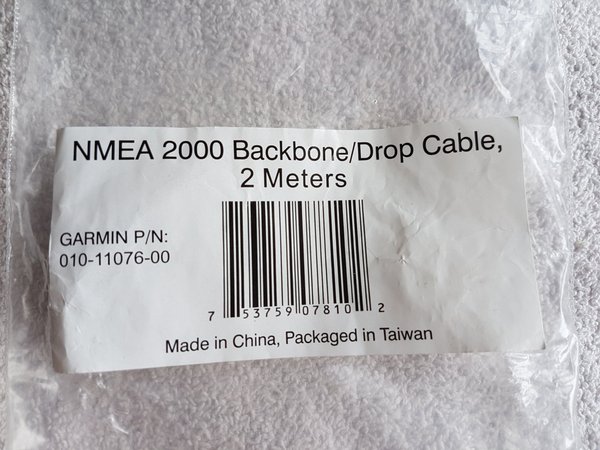 NMEA 2000 Backbone/Drop Cable,
2 Meters
GARMIN P/N:
010-11076-00
7 53759 07810 2
Made in China, Packaged in Taiwan